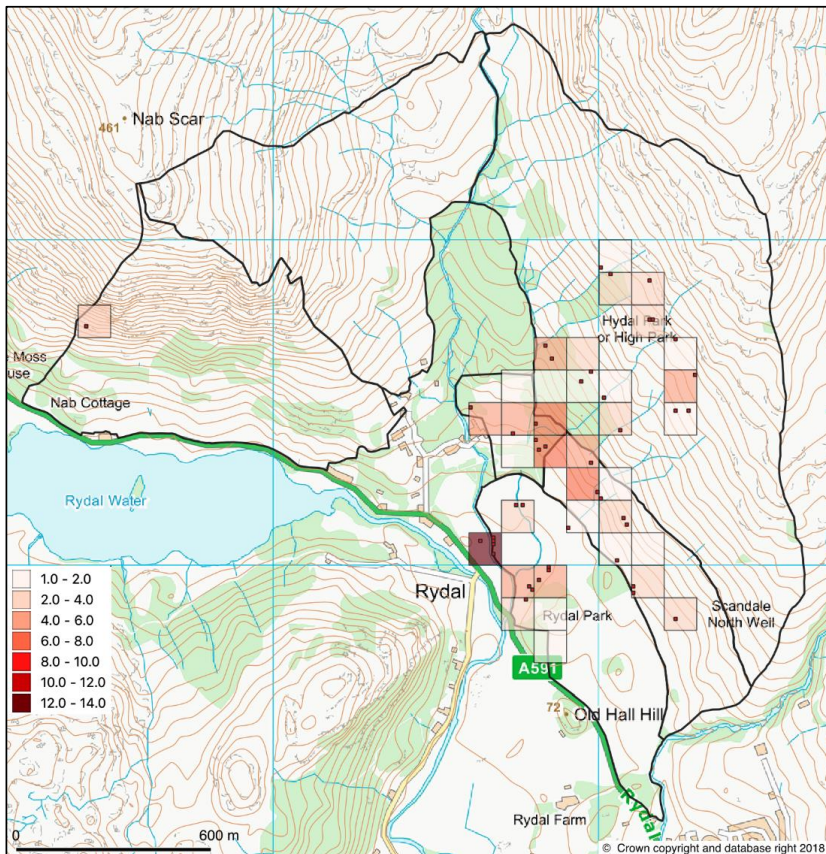 461
Nab Scar
Hydal Park
or High Park
Moss
use
Nab Cottage
Rydal Water
1.0 - 2.0
2.0 - 4.0
4.0 - 6.0
6.0 - 8.0
8.0 - 10.0
10.0 - 12.0
12.0 - 14.0
Rydal
Rydal Park
Scandale
North Well
A591
72
Old Hall Hill
Rydal Farm
Rydal
0
600 m
© Crown copyright and database right 2018